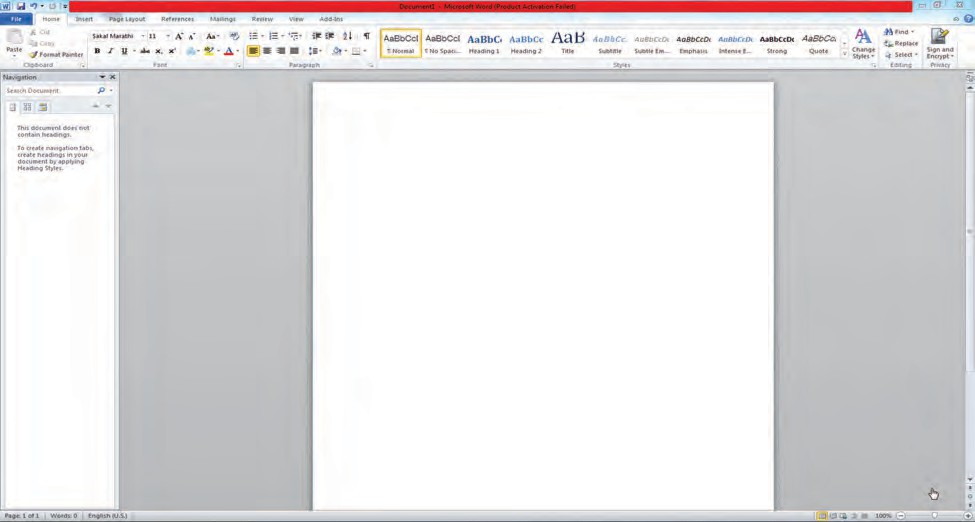 Document1 - Microsoft Word (Product Activation Failed)
File Home Insert Page Layout References Mailings Review View Add-Ins
Paste
Cut
Copy
Format Painter
Clipboard
Sakal Marathi 11
Font
Paragraph
AaBbCcI AaBbCcI AaBbC AaBbCc AaB AaBbCc. AaBbCcDc AaBbCcDc AaBbCcDc AaBbCcDc AaBbCcI
¶ Normal ¶ No Spaci... Heading 1 Heading 2 Title Subtitle Subtle Em... Emphasis Intense E... Strong Quote
Styles
Change Styles
Find
Replace
Select
Editing
Sign and Encrypt
Privacy
Navigation
Search Document
This document does not
contain headings.
To create navigation tabs,
create headings in your
document by applying
Heading Styles.
Page: 1 of 1 Words: 0 English (U.S.) 100%